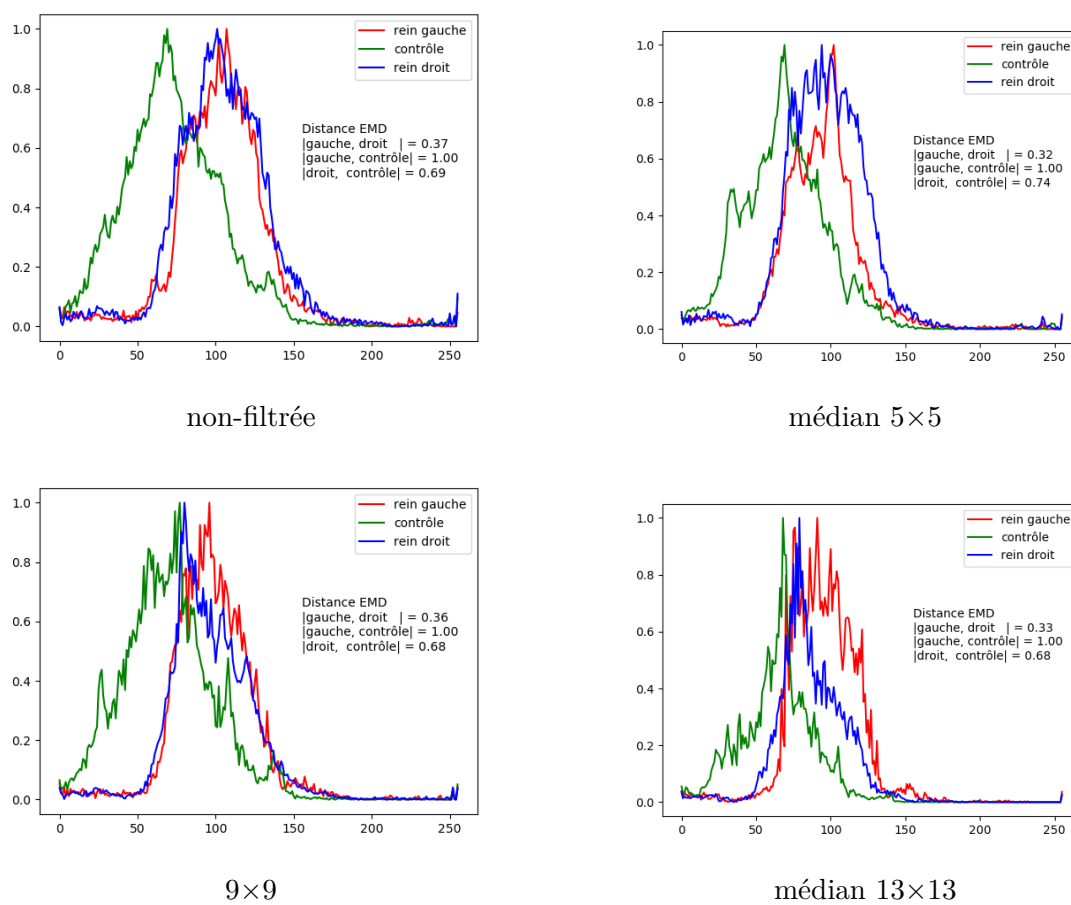 1.0
0.8
0.6
0.4
0.2
0.0
0 50 100 150 200 250
rein gauche
contrôle
rein droit
Distance EMD
|gauche, droit | = 0.37
|gauche, contrôle| = 1.00
|droit, contrôle| = 0.69
non-filtrée
1.0
0.8
0.6
0.4
0.2
0.0
0 50 100 150 200 250
rein gauche
contrôle
rein droit
Distance EMD
|gauche, droit | = 0.32
|gauche, contrôle| = 1.00
|droit, contrôle| = 0.74
médian 5×5
1.0
0.8
0.6
0.4
0.2
0.0
0 50 100 150 200 250
rein gauche
contrôle
rein droit
Distance EMD
|gauche, droit | = 0.36
|gauche, contrôle| = 1.00
|droit, contrôle| = 0.68
9×9
1.0
0.8
0.6
0.4
0.2
0.0
0 50 100 150 200 250
rein gauche
contrôle
rein droit
Distance EMD
|gauche, droit | = 0.33
|gauche, contrôle| = 1.00
|droit, contrôle| = 0.68
médian 13×13